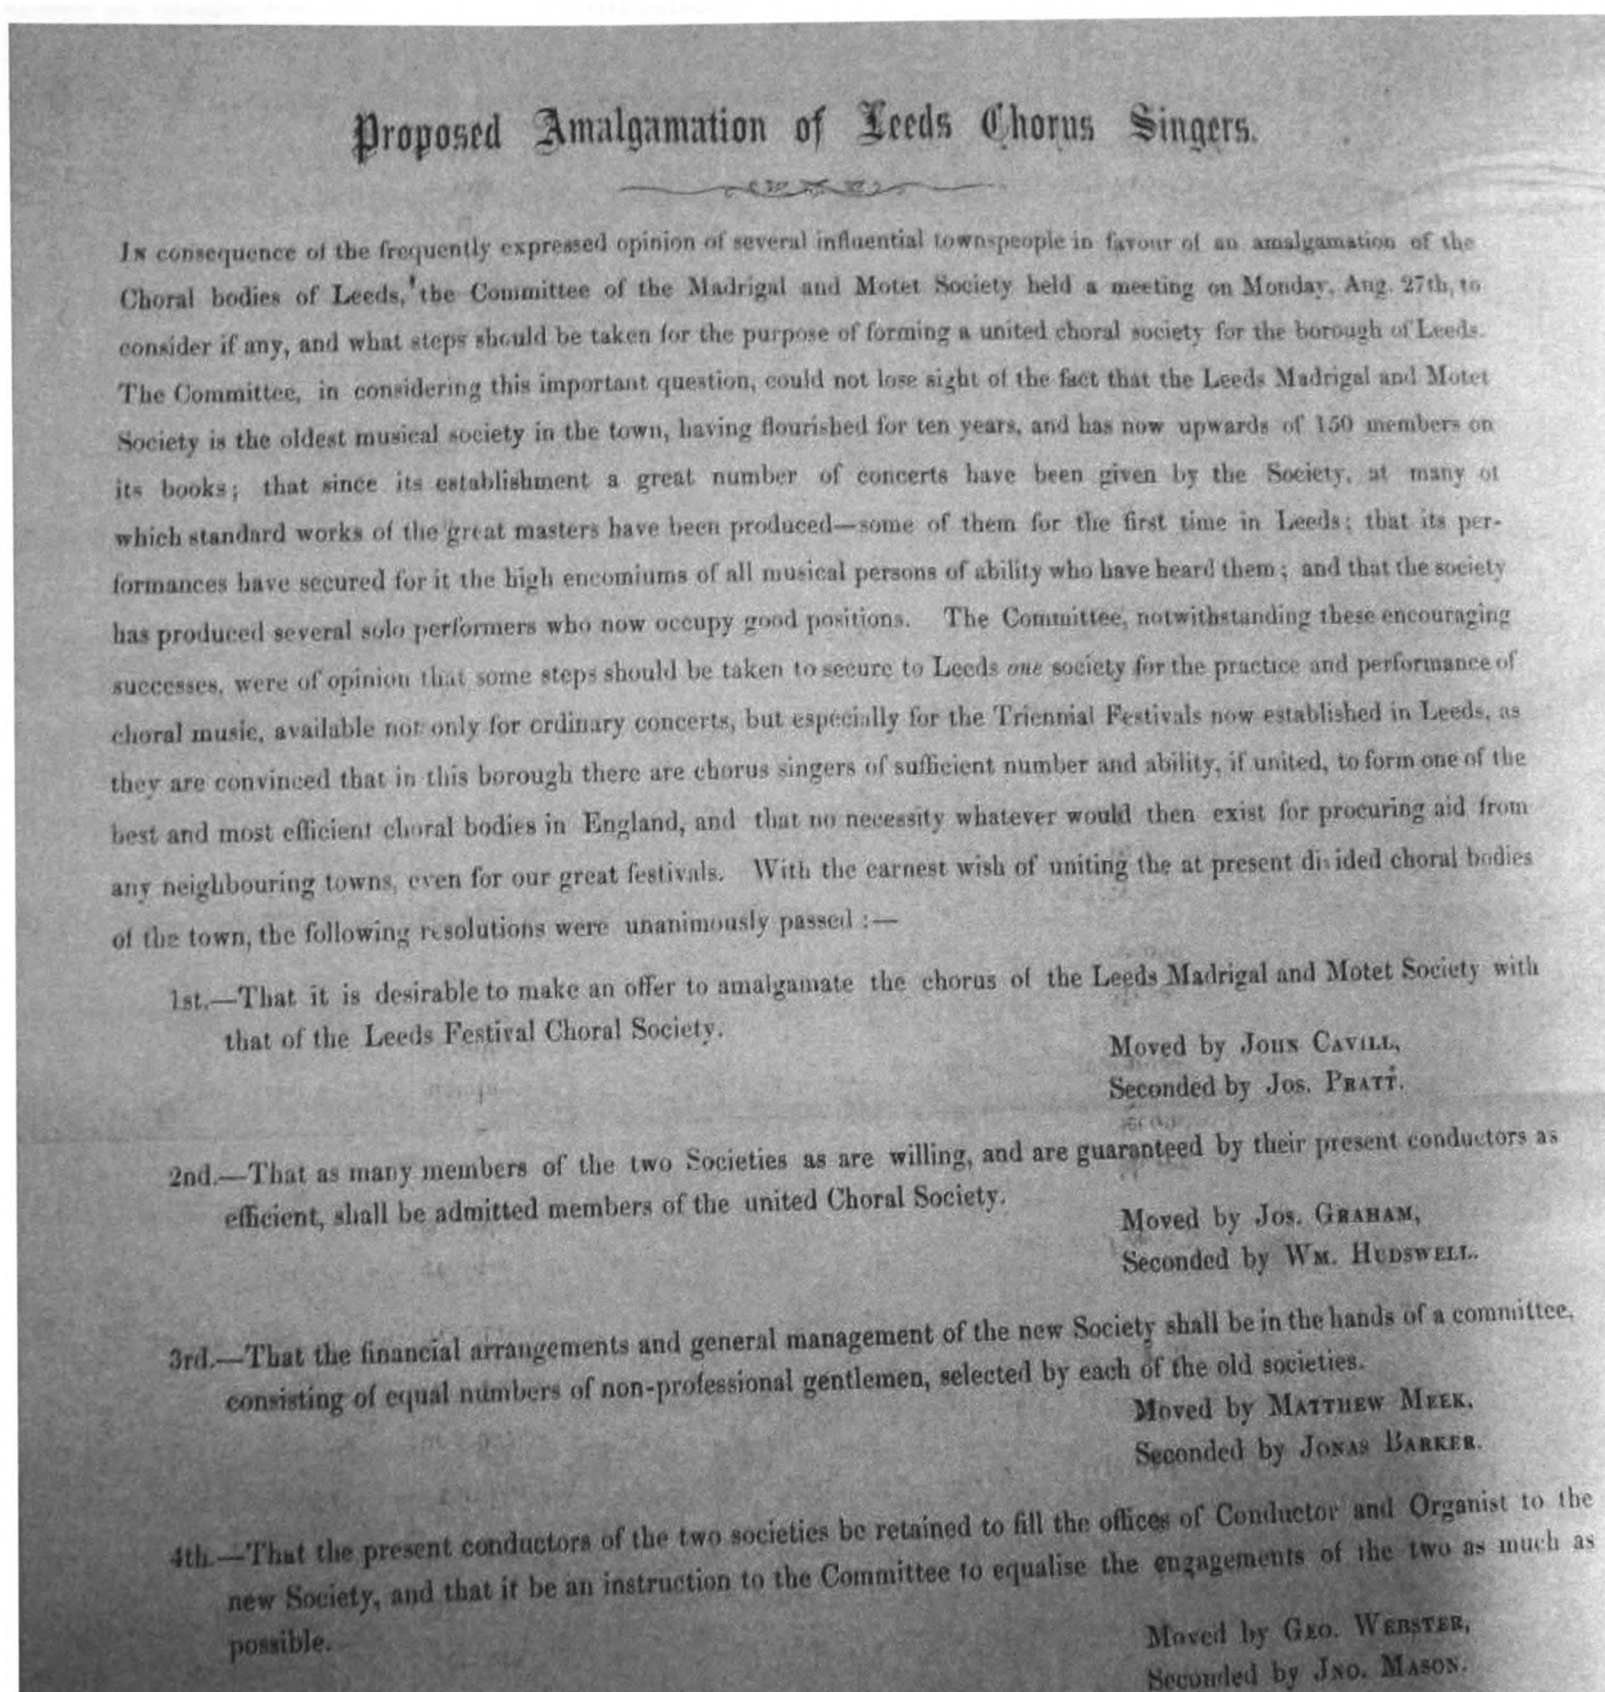 Proposed Amalgamation of Leeds Chorus Singers.
IN consequence of the frequently expressed opinion of several influential townspeople in favour of an amalgamation of the
Choral bodies of Leeds, the Committee of the Madrigal and Motet Society held a meeting on Monday, Aug. 27th, to
consider if any, and what steps should be taken for the purpose of forming a united choral society for the borough of Leeds.
The Committee, in considering this important question, could not lose sight of the fact that the Leeds Madrigal and Motet
Society is the oldest musical society in the town, having flourished for ten years, and has now upwards of 150 members on
its books; that since its establishment a great number of concerts have been given by the Society, at many of
which standard works of the great masters have been produced—some of them for the first time in Leeds; that its per-
formances have secured for it the high encomiums of all musical persons of ability who have heard them; and that the society
has produced several solo performers who now occupy good positions. The Committee, notwithstanding these encouraging
successes, were of opinion that some steps should be taken to secure to Leeds one society for the practice and performance of
choral music, available not only for ordinary concerts, but especially for the Triennial Festivals now established in Leeds, as
they are convinced that in this borough there are chorus singers of sufficient number and ability, if united, to form one of the
best and most efficient choral bodies in England, and that no necessity whatever would then exist for procuring aid from
any neighbouring towns, even for our great festivals. With the earnest wish of uniting the at present divided choral bodies
of the town, the following resolutions were unanimously passed :—
1st.—That it is desirable to make an offer to amalgamate the chorus of the Leeds Madrigal and Motet Society with
that of the Leeds Festival Choral Society.
Moved by JOHN CAVILL,
Seconded by JOS. PRATT.
2nd.—That as many members of the two Societies as are willing, and are guaranteed by their present conductors as
efficient, shall be admitted members of the united Choral Society.
Moved by JOS. GRAHAM,
Seconded by WM. HUDSWELL.
3rd.—That the financial arrangements and general management of the new Society shall be in the hands of a committee,
consisting of equal numbers of non-professional gentlemen, selected by each of the old societies.
Moved by MATTHEW MEEK,
Seconded by JONAS BARKER.
4th.—That the present conductors of the two societies be retained to fill the offices of Conductor and Organist to the
new Society, and that it be an instruction to the Committee to equalise the engagements of the two as much as
possible.
Moved by GEO. WEBSTER,
Seconded by JNO. MASON.